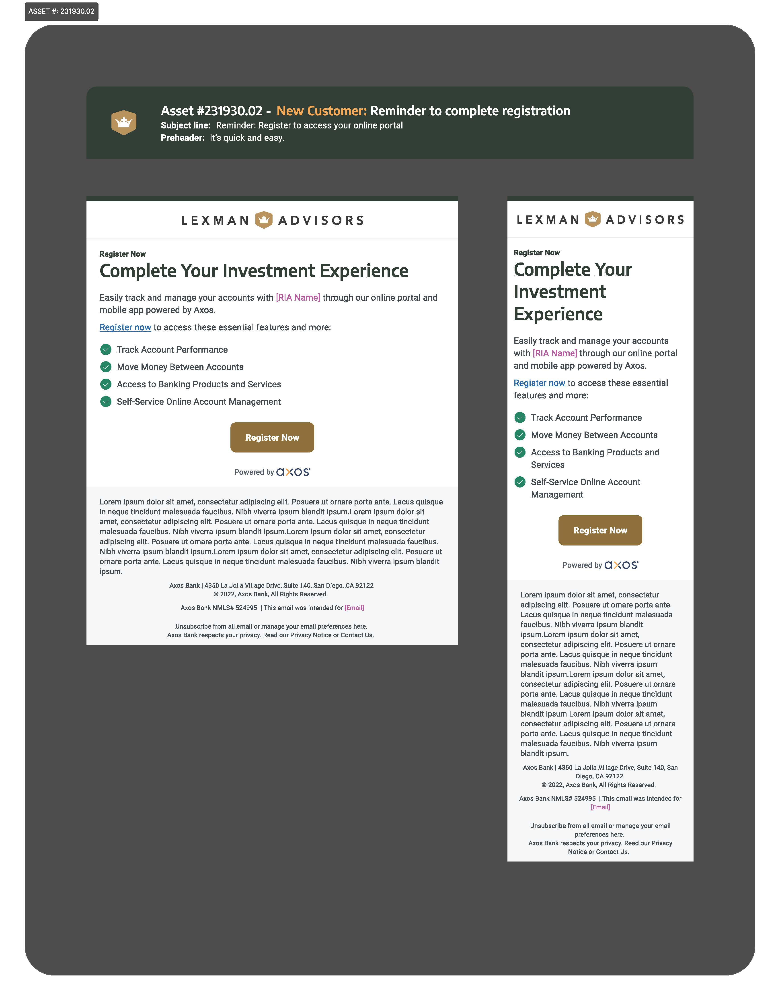 ASSET #: 231930.02
Asset #231930.02 - New Customer: Reminder to complete registration
Subject line: Reminder: Register to access your online portal
Preheader: It’s quick and easy.
LEXMAN ADVISORS
Register Now
Complete Your Investment Experience
Easily track and manage your accounts with [RIA Name] through our online portal and
mobile app powered by Axos.
Register now to access these essential features and more:
Track Account Performance
Move Money Between Accounts
Access to Banking Products and Services
Self-Service Online Account Management
Register Now
Powered by axos
Lorem ipsum dolor sit amet, consectetur adipiscing elit. Posuere ut ornare porta ante. Lacus quisque
in neque tincidunt malesuada faucibus. Nibh viverra ipsum blandit ipsum.Lorem ipsum dolor sit
amet, consectetur adipiscing elit. Posuere ut ornare porta ante. Lacus quisque in neque tincidunt
malesuada faucibus. Nibh viverra ipsum blandit ipsum.Lorem ipsum dolor sit amet, consectetur
adipiscing elit. Posuere ut ornare porta ante. Lacus quisque in neque tincidunt malesuada faucibus.
Nibh viverra ipsum blandit ipsum.Lorem ipsum dolor sit amet, consectetur adipiscing elit. Posuere ut
ornare porta ante. Lacus quisque in neque tincidunt malesuada faucibus. Nibh viverra ipsum blandit
ipsum.
Axos Bank | 4350 La Jolla Village Drive, Suite 140, San Diego, CA 92122
© 2022, Axos Bank, All Rights Reserved.
Axos Bank NMLS# 524995 | This email was intended for [Email]
Unsubscribe from all email or manage your email preferences here.
Axos Bank respects your privacy. Read our Privacy Notice or Contact Us.
LEXMAN ADVISORS
Register Now
Complete Your
Investment
Experience
Easily track and manage your accounts
with [RIA Name] through our online portal
and mobile app powered by Axos.
Register now to access these essential
features and more:
Track Account Performance
Move Money Between Accounts
Access to Banking Products and
Services
Self-Service Online Account
Management
Register Now
Powered by axos
Lorem ipsum dolor sit amet, consectetur
adipiscing elit. Posuere ut ornare porta ante.
Lacus quisque in neque tincidunt malesuada
faucibus. Nibh viverra ipsum blandit
ipsum.Lorem ipsum dolor sit amet,
consectetur adipiscing elit. Posuere ut ornare
porta ante. Lacus quisque in neque tincidunt
malesuada faucibus. Nibh viverra ipsum
blandit ipsum.Lorem ipsum dolor sit amet,
consectetur adipiscing elit. Posuere ut ornare
porta ante. Lacus quisque in neque tincidunt
malesuada faucibus. Nibh viverra ipsum
blandit ipsum.Lorem ipsum dolor sit amet,
consectetur adipiscing elit. Posuere ut ornare
porta ante. Lacus quisque in neque tincidunt
malesuada faucibus. Nibh viverra ipsum
blandit ipsum.
Axos Bank | 4350 La Jolla Village Drive, Suite 140, San
Diego, CA 92122
© 2022, Axos Bank, All Rights Reserved.
Axos Bank NMLS# 524995 | This email was intended for
[Email]
Unsubscribe from all email or manage your email
preferences here.
Axos Bank respects your privacy. Read our Privacy
Notice or Contact Us.